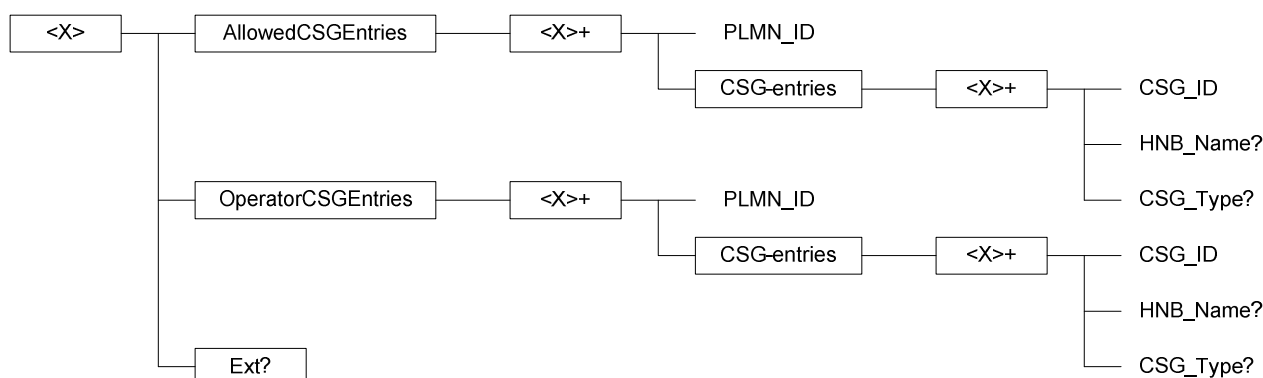 <X> AllowedCSGEntries <X>+ PLMN_ID
CSG-entries <X>+ CSG_ID
HNB_Name?
CSG_Type?
OperatorCSGEntries <X>+ PLMN_ID
CSG-entries <X>+ CSG_ID
HNB_Name?
Ext? CSG_Type?